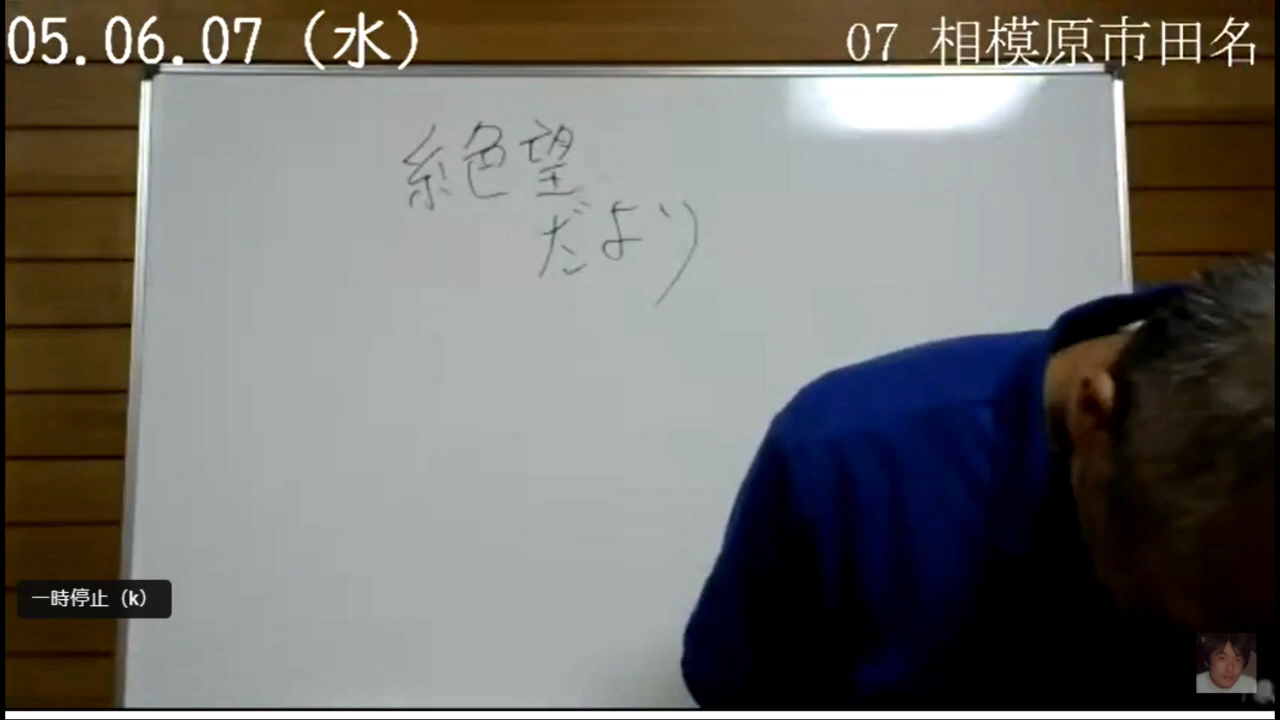 05.06.07（水）
07 相模原市田名
絶望
だより
一時停止（k）